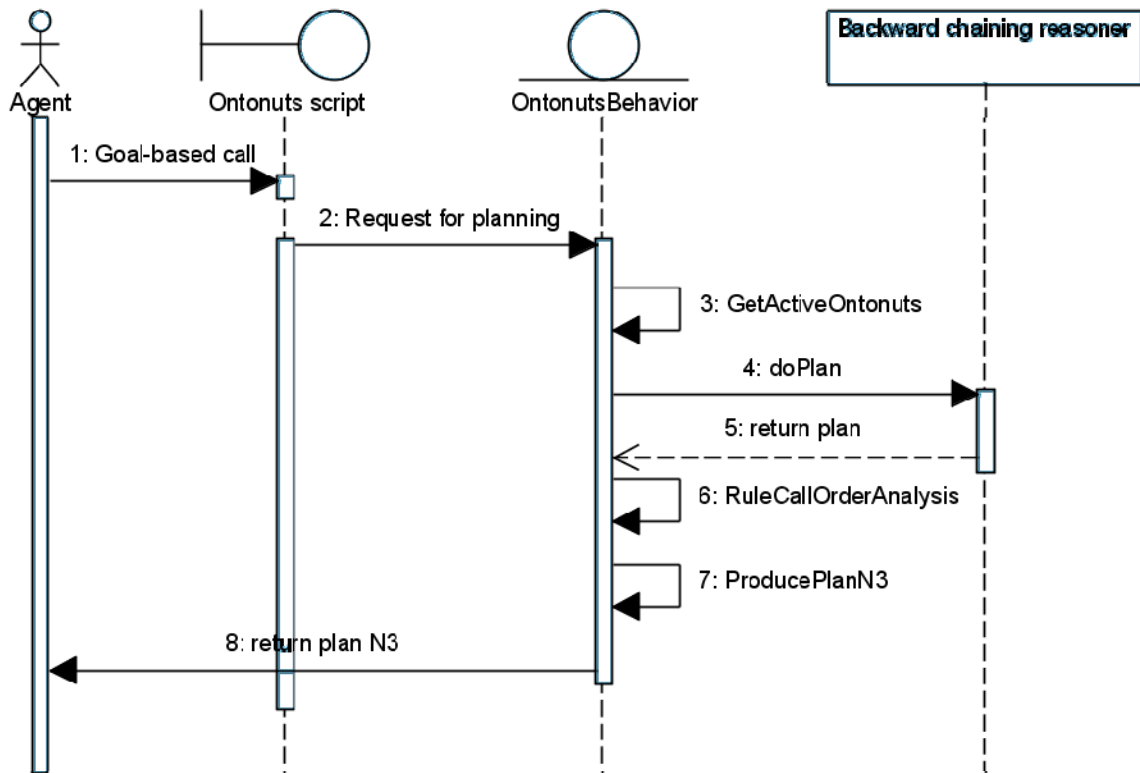 Backward chaining reasoner
Agent
Ontonuts script
OntonutsBehavior
1: Goal-based call
2: Request for planning
3: GetActiveOntonuts
4: doPlan
5: return plan
6: RuleCallOrderAnalysis
7: ProducePlanN3
8: return plan N3